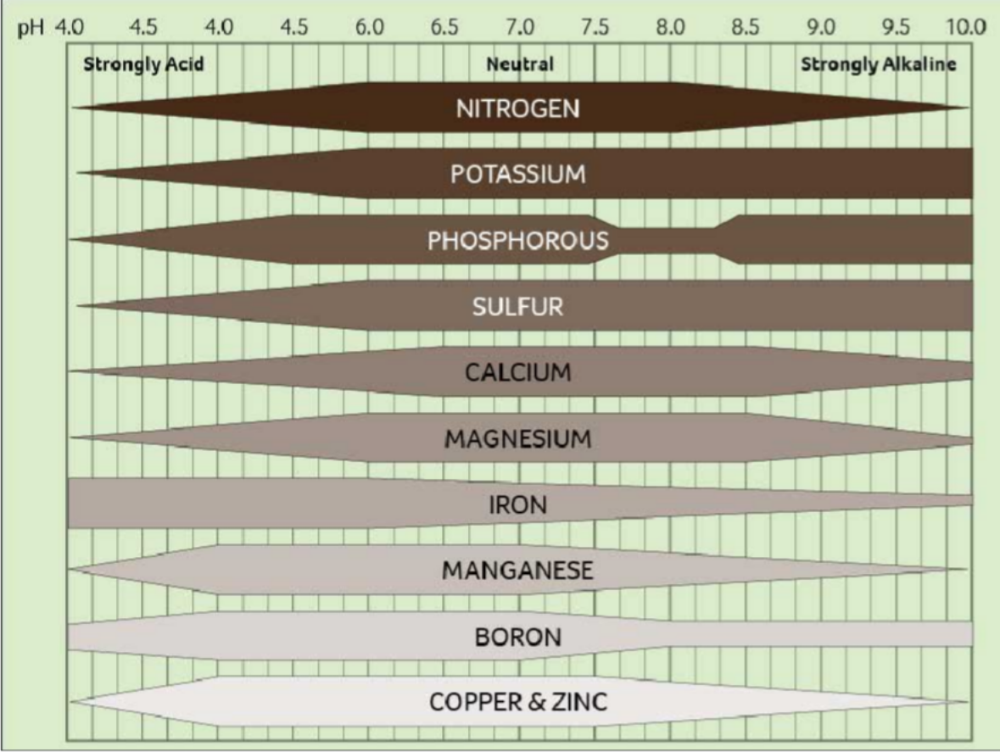 pH 4.0 4.5 4.0 4.5 6.0 6.5 7.0 7.5 8.0 8.5 9.0 9.5 10.0
Strongly Acid Neutral Strongly Alkaline
NITROGEN
POTASSIUM
PHOSPHOROUS
SULFUR
CALCIUM
MAGNESIUM
IRON
MANGANESE
BORON
COPPER & ZINC